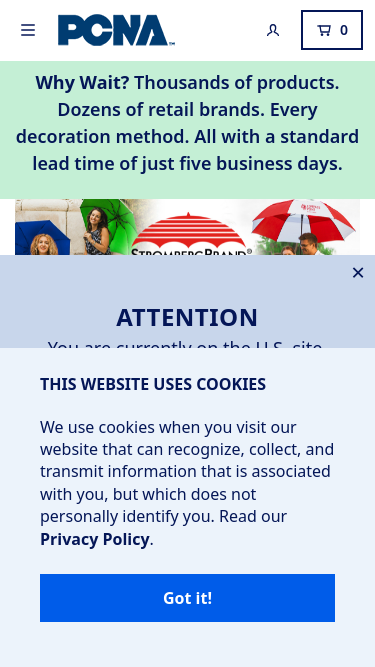 PCNA
0
Why Wait? Thousands of products.
Dozens of retail brands. Every
decoration method. All with a standard
lead time of just five business days.
STROMBERGBRAND®
ATTENTION
You are currently on the U.S. site.
THIS WEBSITE USES COOKIES
We use cookies when you visit our
website that can recognize, collect, and
transmit information that is associated
with you, but which does not
personally identify you. Read our
Privacy Policy.
Got it!